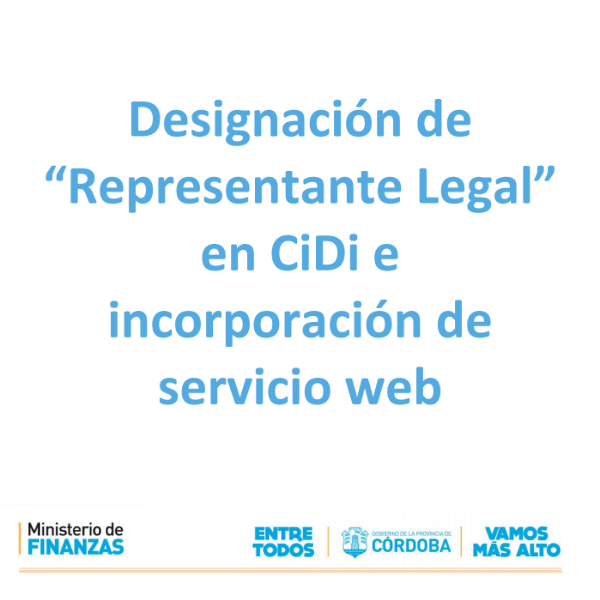 Designación de
“Representante Legal”
en CiDi e
incorporación de
servicio web
Ministerio de
FINANZAS
ENTRE
TODOS
GOBIERNO DE LA PROVINCIA DE
CÓRDOBA
VAMOS
MÁS ALTO